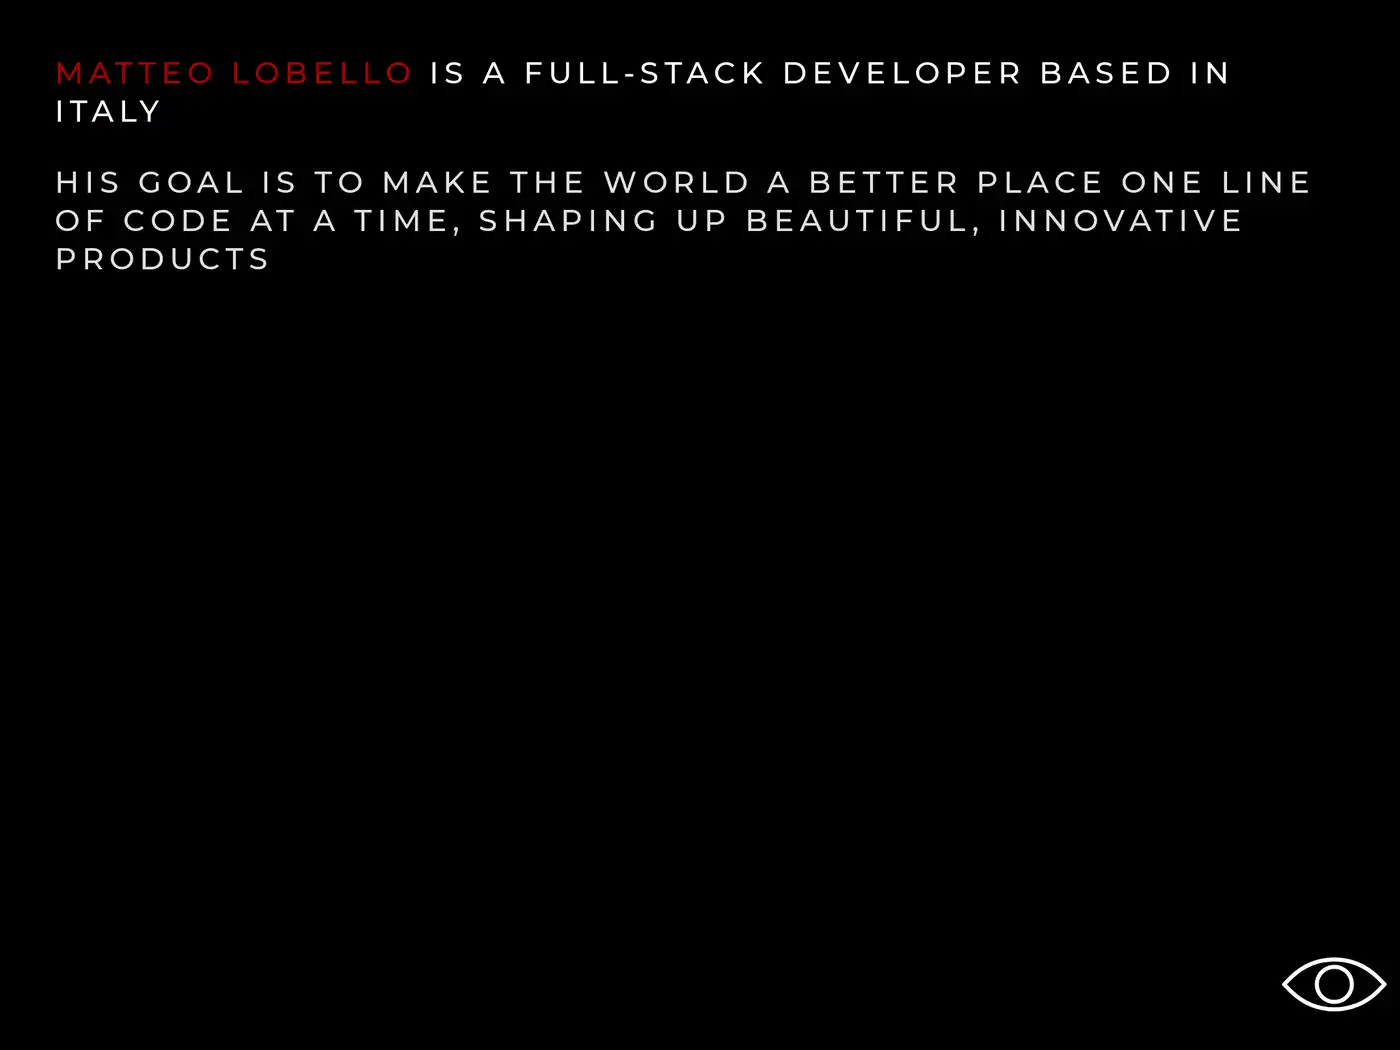 MATTEO LOBELLO IS A FULL-STACK DEVELOPER BASED IN
ITALY
HIS GOAL IS TO MAKE THE WORLD A BETTER PLACE ONE LINE
OF CODE AT A TIME, SHAPING UP BEAUTIFUL, INNOVATIVE
PRODUCTS